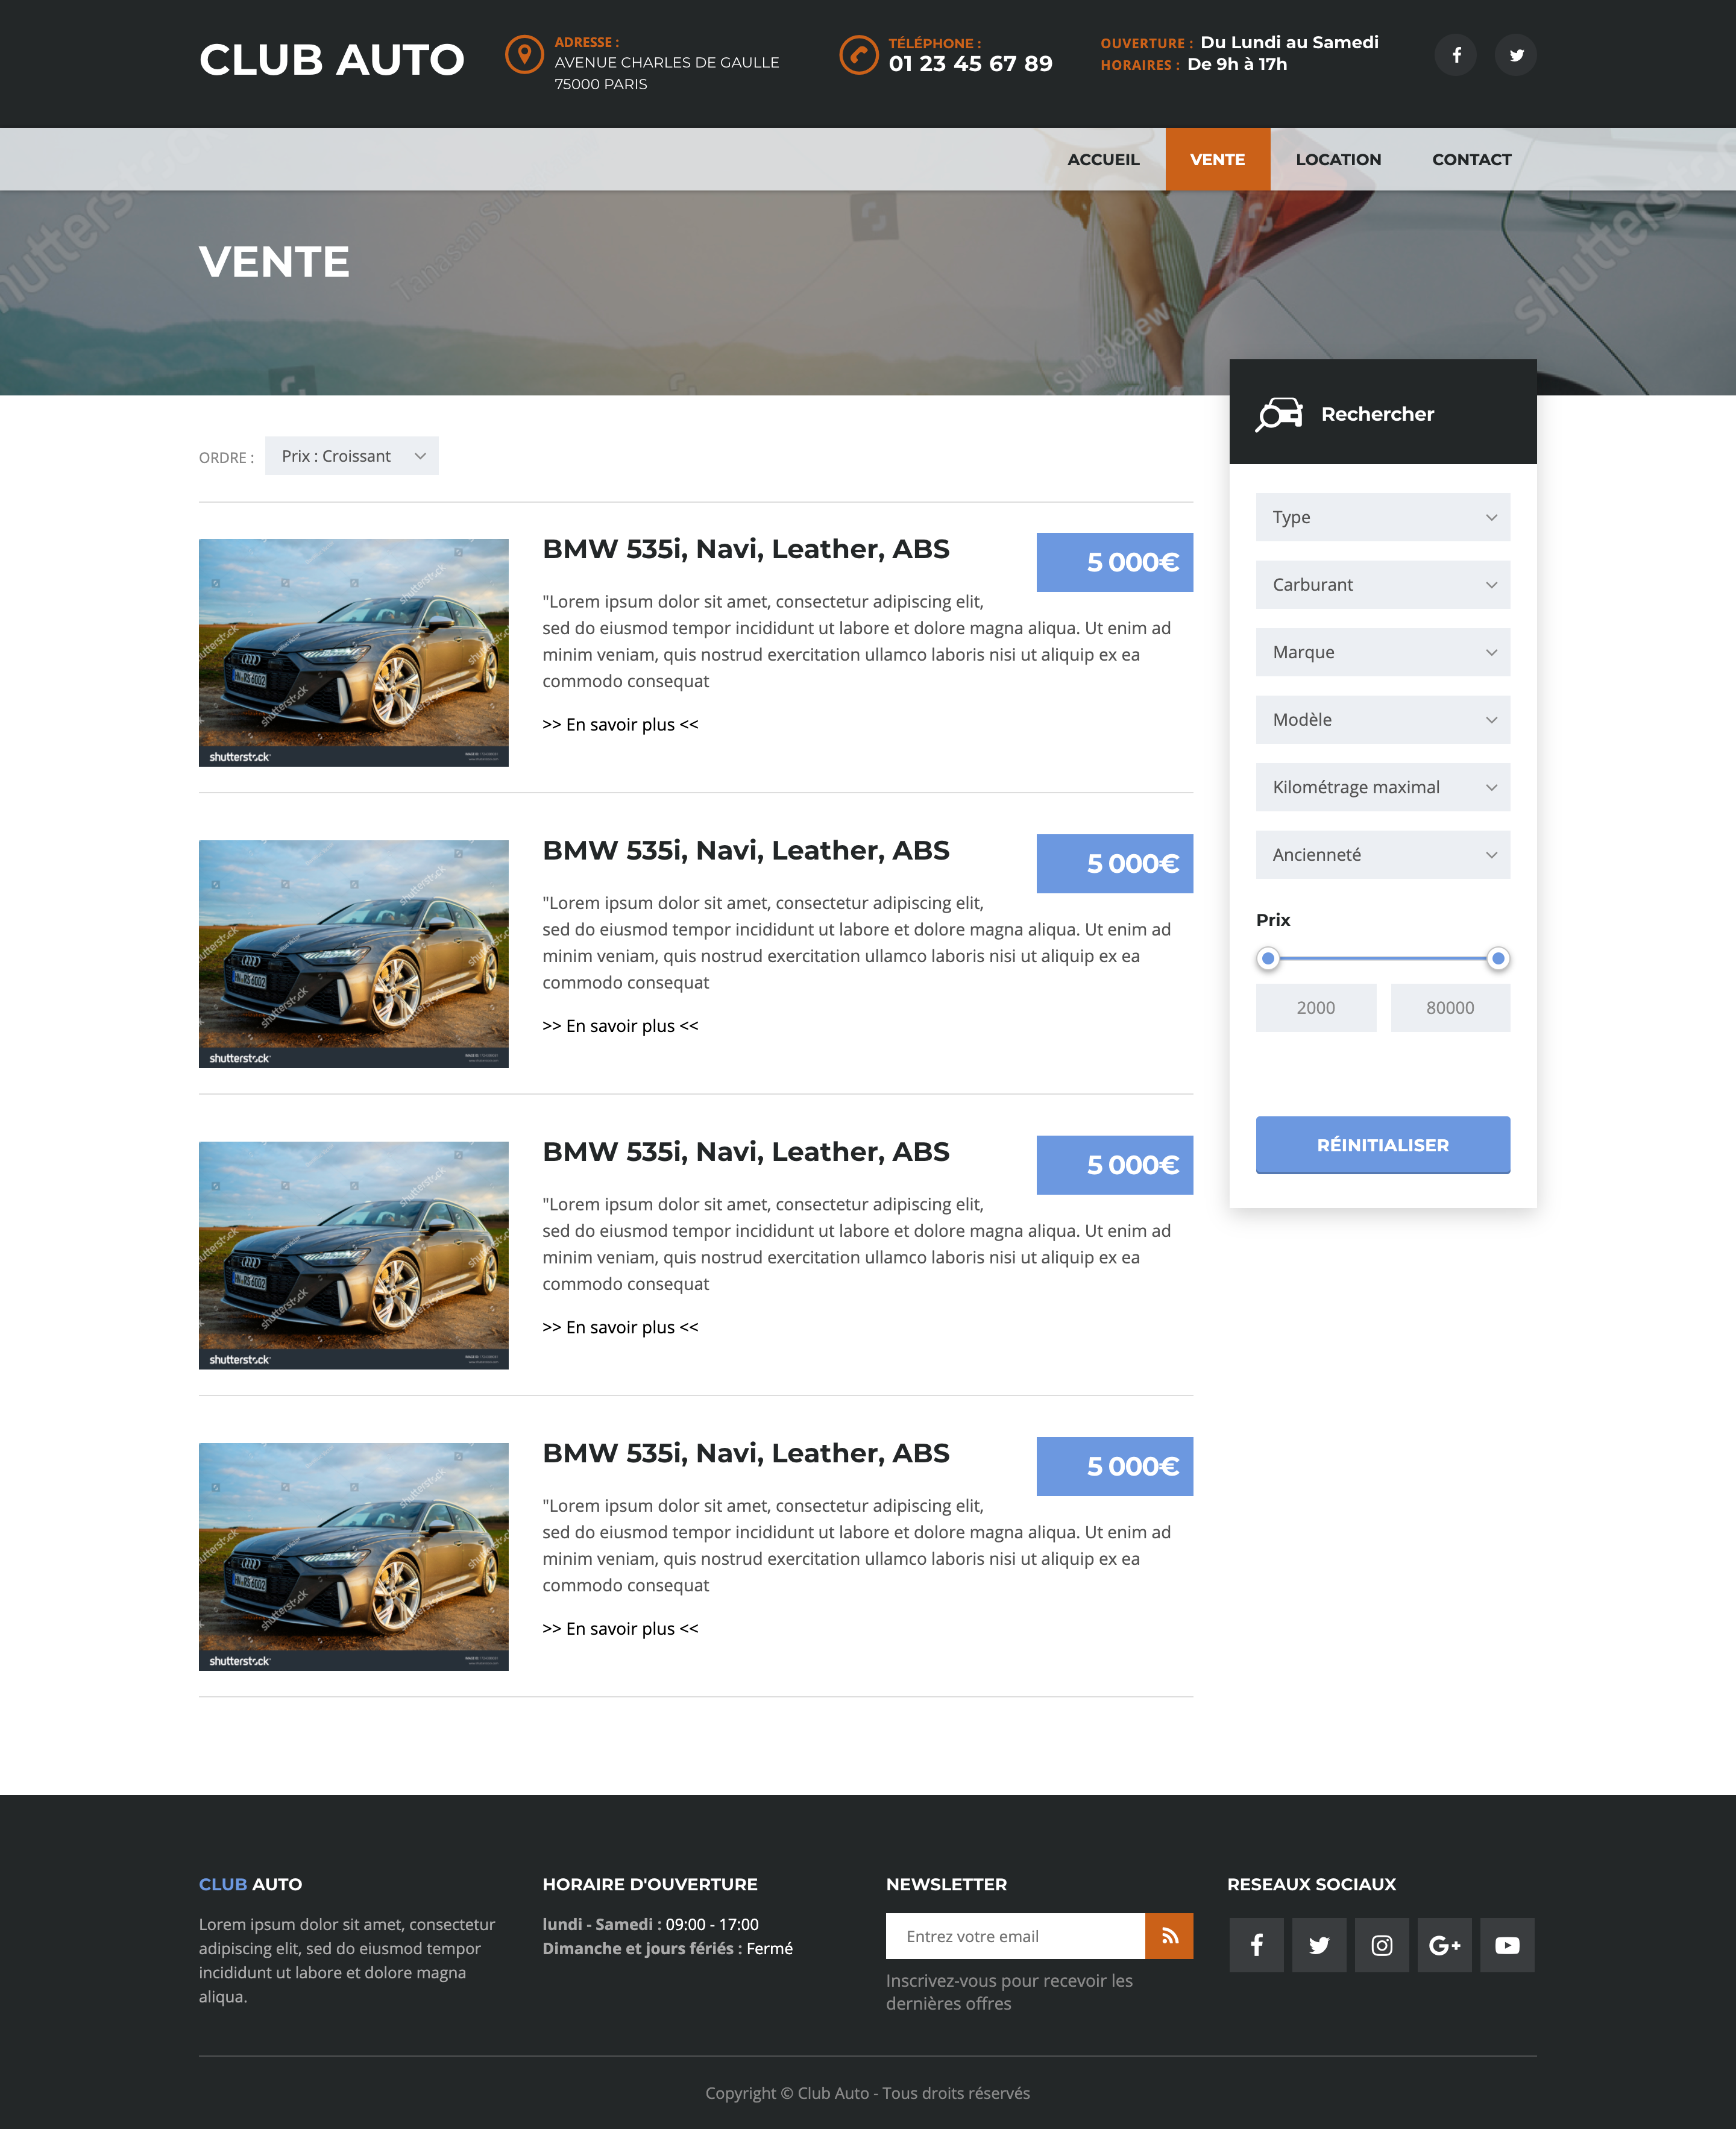 CLUB AUTO
ADRESSE :
AVENUE CHARLES DE GAULLE
75000 PARIS
TÉLÉPHONE :
01 23 45 67 89
OUVERTURE : Du Lundi au Samedi
HORAIRES : De 9h à 17h
ACCUEIL
VENTE
LOCATION
CONTACT
shutterstock
Tanasan Sungkaew
shutterstock
VENTE
Rechercher
ORDRE :
Prix : Croissant
BMW 535i, Navi, Leather, ABS
5 000€
"Lorem ipsum dolor sit amet, consectetur adipiscing elit,
sed do eiusmod tempor incididunt ut labore et dolore magna aliqua. Ut enim ad
minim veniam, quis nostrud exercitation ullamco laboris nisi ut aliquip ex ea
commodo consequat
>> En savoir plus <<
shutterstock
BMW 535i, Navi, Leather, ABS
5 000€
"Lorem ipsum dolor sit amet, consectetur adipiscing elit,
sed do eiusmod tempor incididunt ut labore et dolore magna aliqua. Ut enim ad
minim veniam, quis nostrud exercitation ullamco laboris nisi ut aliquip ex ea
commodo consequat
>> En savoir plus <<
shutterstock
BMW 535i, Navi, Leather, ABS
5 000€
"Lorem ipsum dolor sit amet, consectetur adipiscing elit,
sed do eiusmod tempor incididunt ut labore et dolore magna aliqua. Ut enim ad
minim veniam, quis nostrud exercitation ullamco laboris nisi ut aliquip ex ea
commodo consequat
>> En savoir plus <<
shutterstock
BMW 535i, Navi, Leather, ABS
5 000€
"Lorem ipsum dolor sit amet, consectetur adipiscing elit,
sed do eiusmod tempor incididunt ut labore et dolore magna aliqua. Ut enim ad
minim veniam, quis nostrud exercitation ullamco laboris nisi ut aliquip ex ea
commodo consequat
>> En savoir plus <<
shutterstock
Type
Carburant
Marque
Modèle
Kilométrage maximal
Ancienneté
Prix
2000
80000
RÉINITIALISER
CLUB AUTO
Lorem ipsum dolor sit amet, consectetur
adipiscing elit, sed do eiusmod tempor
incididunt ut labore et dolore magna
aliqua.
HORAIRE D'OUVERTURE
lundi - Samedi : 09:00 - 17:00
Dimanche et jours fériés : Fermé
NEWSLETTER
Entrez votre email
Inscrivez-vous pour recevoir les
dernières offres
RESEAUX SOCIAUX
Copyright © Club Auto - Tous droits réservés